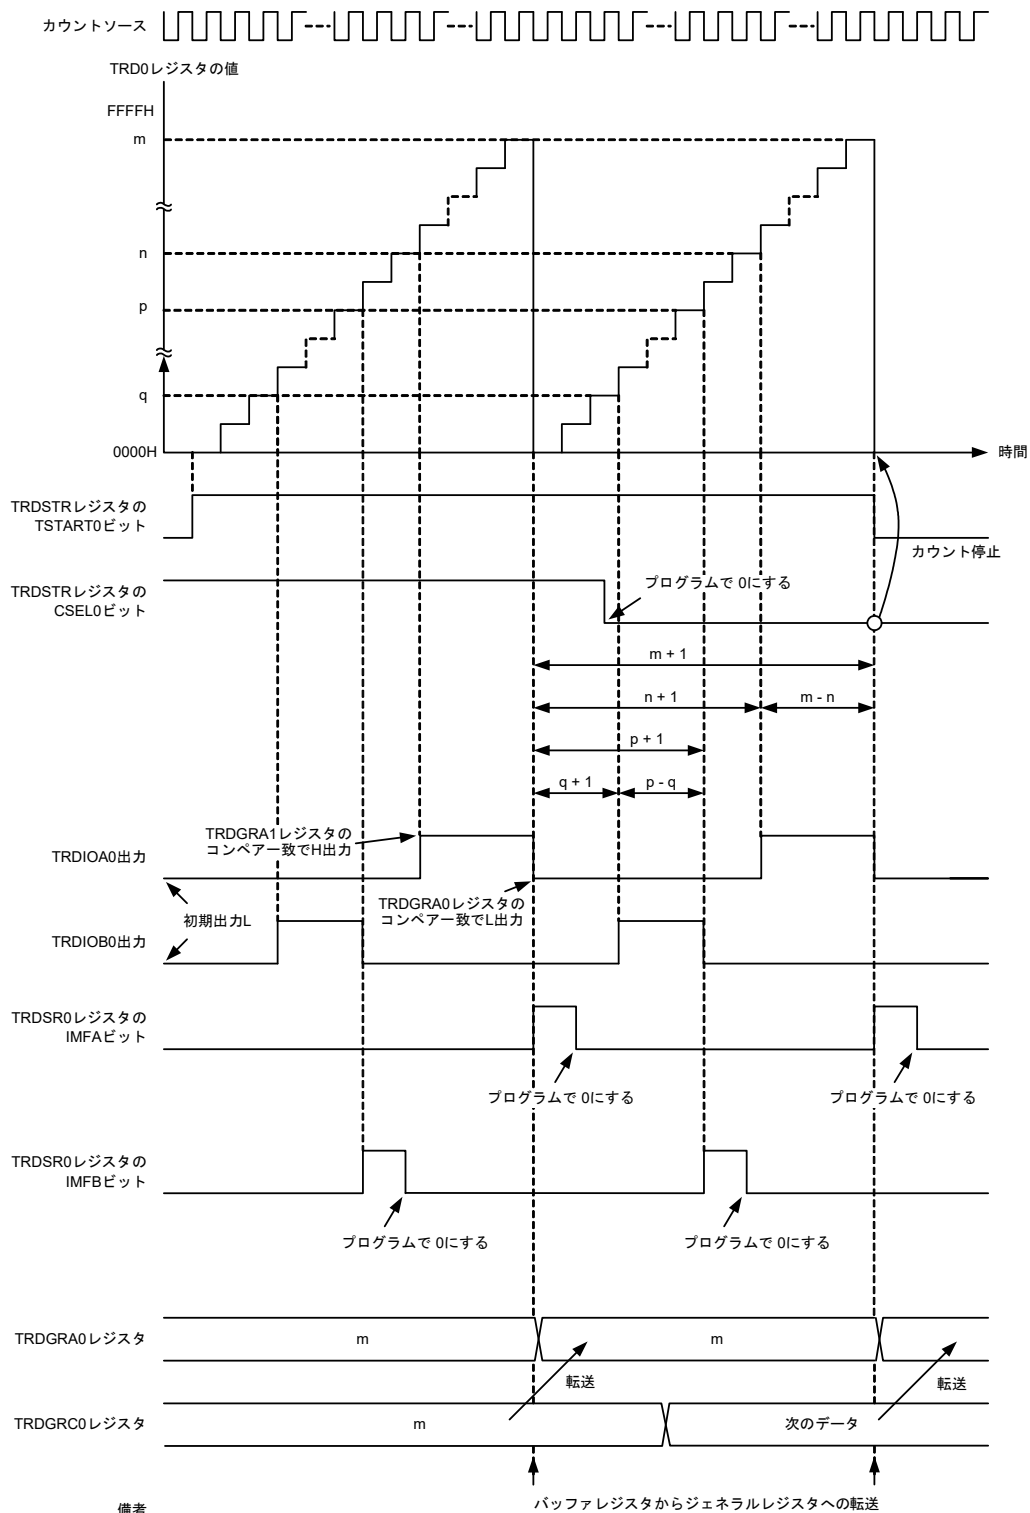 カウントソース
TRD0レジスタの値
FFFFH
m
n
p
q
0000H
時間
TRDSTRレジスタの
TSTART0ビット
カウント停止
TRDSTRレジスタの
CSEL0ビット
プログラムで 0にする
m + 1
n + 1
m - n
p + 1
q + 1
p - q
TRDGRA1レジスタの
コンペア一致でH出力
TRDIOA0出力
TRDGRA0レジスタの
コンペア一致でL出力
初期出力L
TRDIOB0出力
TRDSR0レジスタの
IMFAビット
プログラムで 0にする
プログラムで 0にする
TRDSR0レジスタの
IMFBビット
プログラムで 0にする
プログラムで 0にする
TRDGRA0レジスタ
m
m
転送
転送
TRDGRC0レジスタ
m
次のデータ
バッファレジスタからジェネラルレジスタへの転送
備考